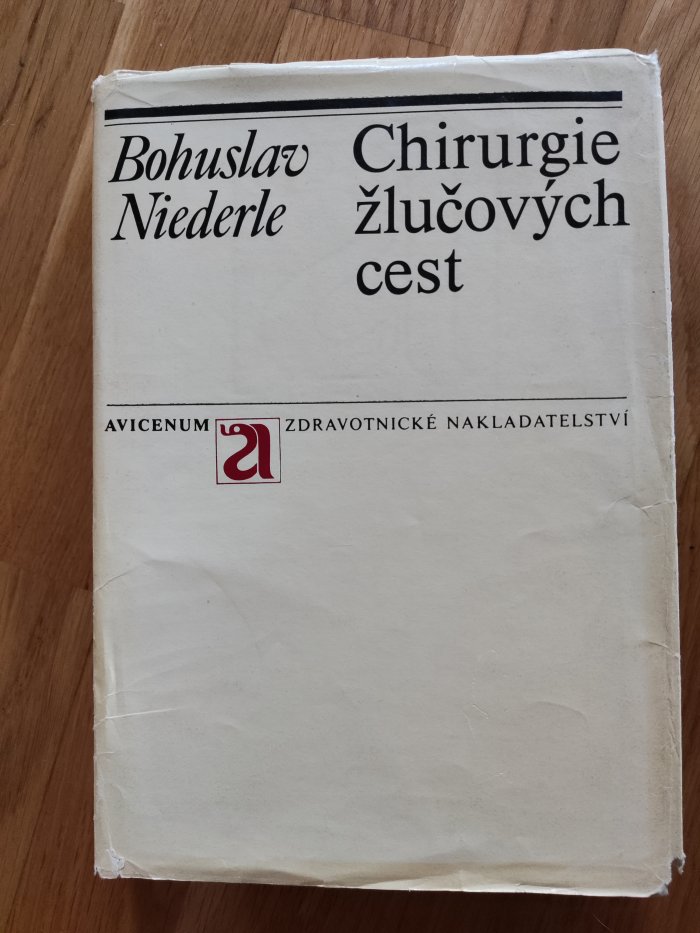 Bohuslav
Niederle
Chirurgie
žlučových
cest
AVICENUM a ZDRAVOTNICKÉ NAKLADATELSTVÍ